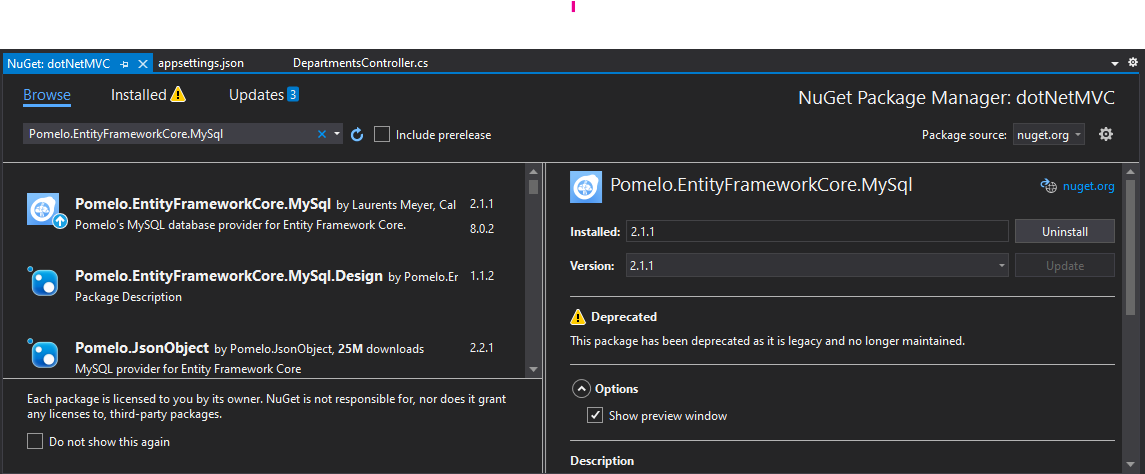 NuGet: dotNetMVC
appsettings.json
DepartmentsController.cs
Browse
Installed
Updates 3
NuGet Package Manager: dotNetMVC
Pomelo.EntityFrameworkCore.MySql
Include prerelease
Package source: nuget.org
Pomelo.EntityFrameworkCore.MySql by Laurents Meyer, Cal 2.1.1
Pomelo's MySQL database provider for Entity Framework Core. 8.0.2
Pomelo.EntityFrameworkCore.MySql.Design by Pomelo.Er 1.1.2
Package Description
Pomelo.JsonObject by Pomelo.JsonObject, 25M downloads 2.2.1
MySQL provider for Entity Framework Core
Each package is licensed to you by its owner. NuGet is not responsible for, nor does it grant
any licenses to, third-party packages.
Do not show this again
Pomelo.EntityFrameworkCore.MySql
nuget.org
Installed: 2.1.1 Uninstall
Version: 2.1.1 Update
Deprecated
This package has been deprecated as it is legacy and no longer maintained.
Options
Show preview window
Description